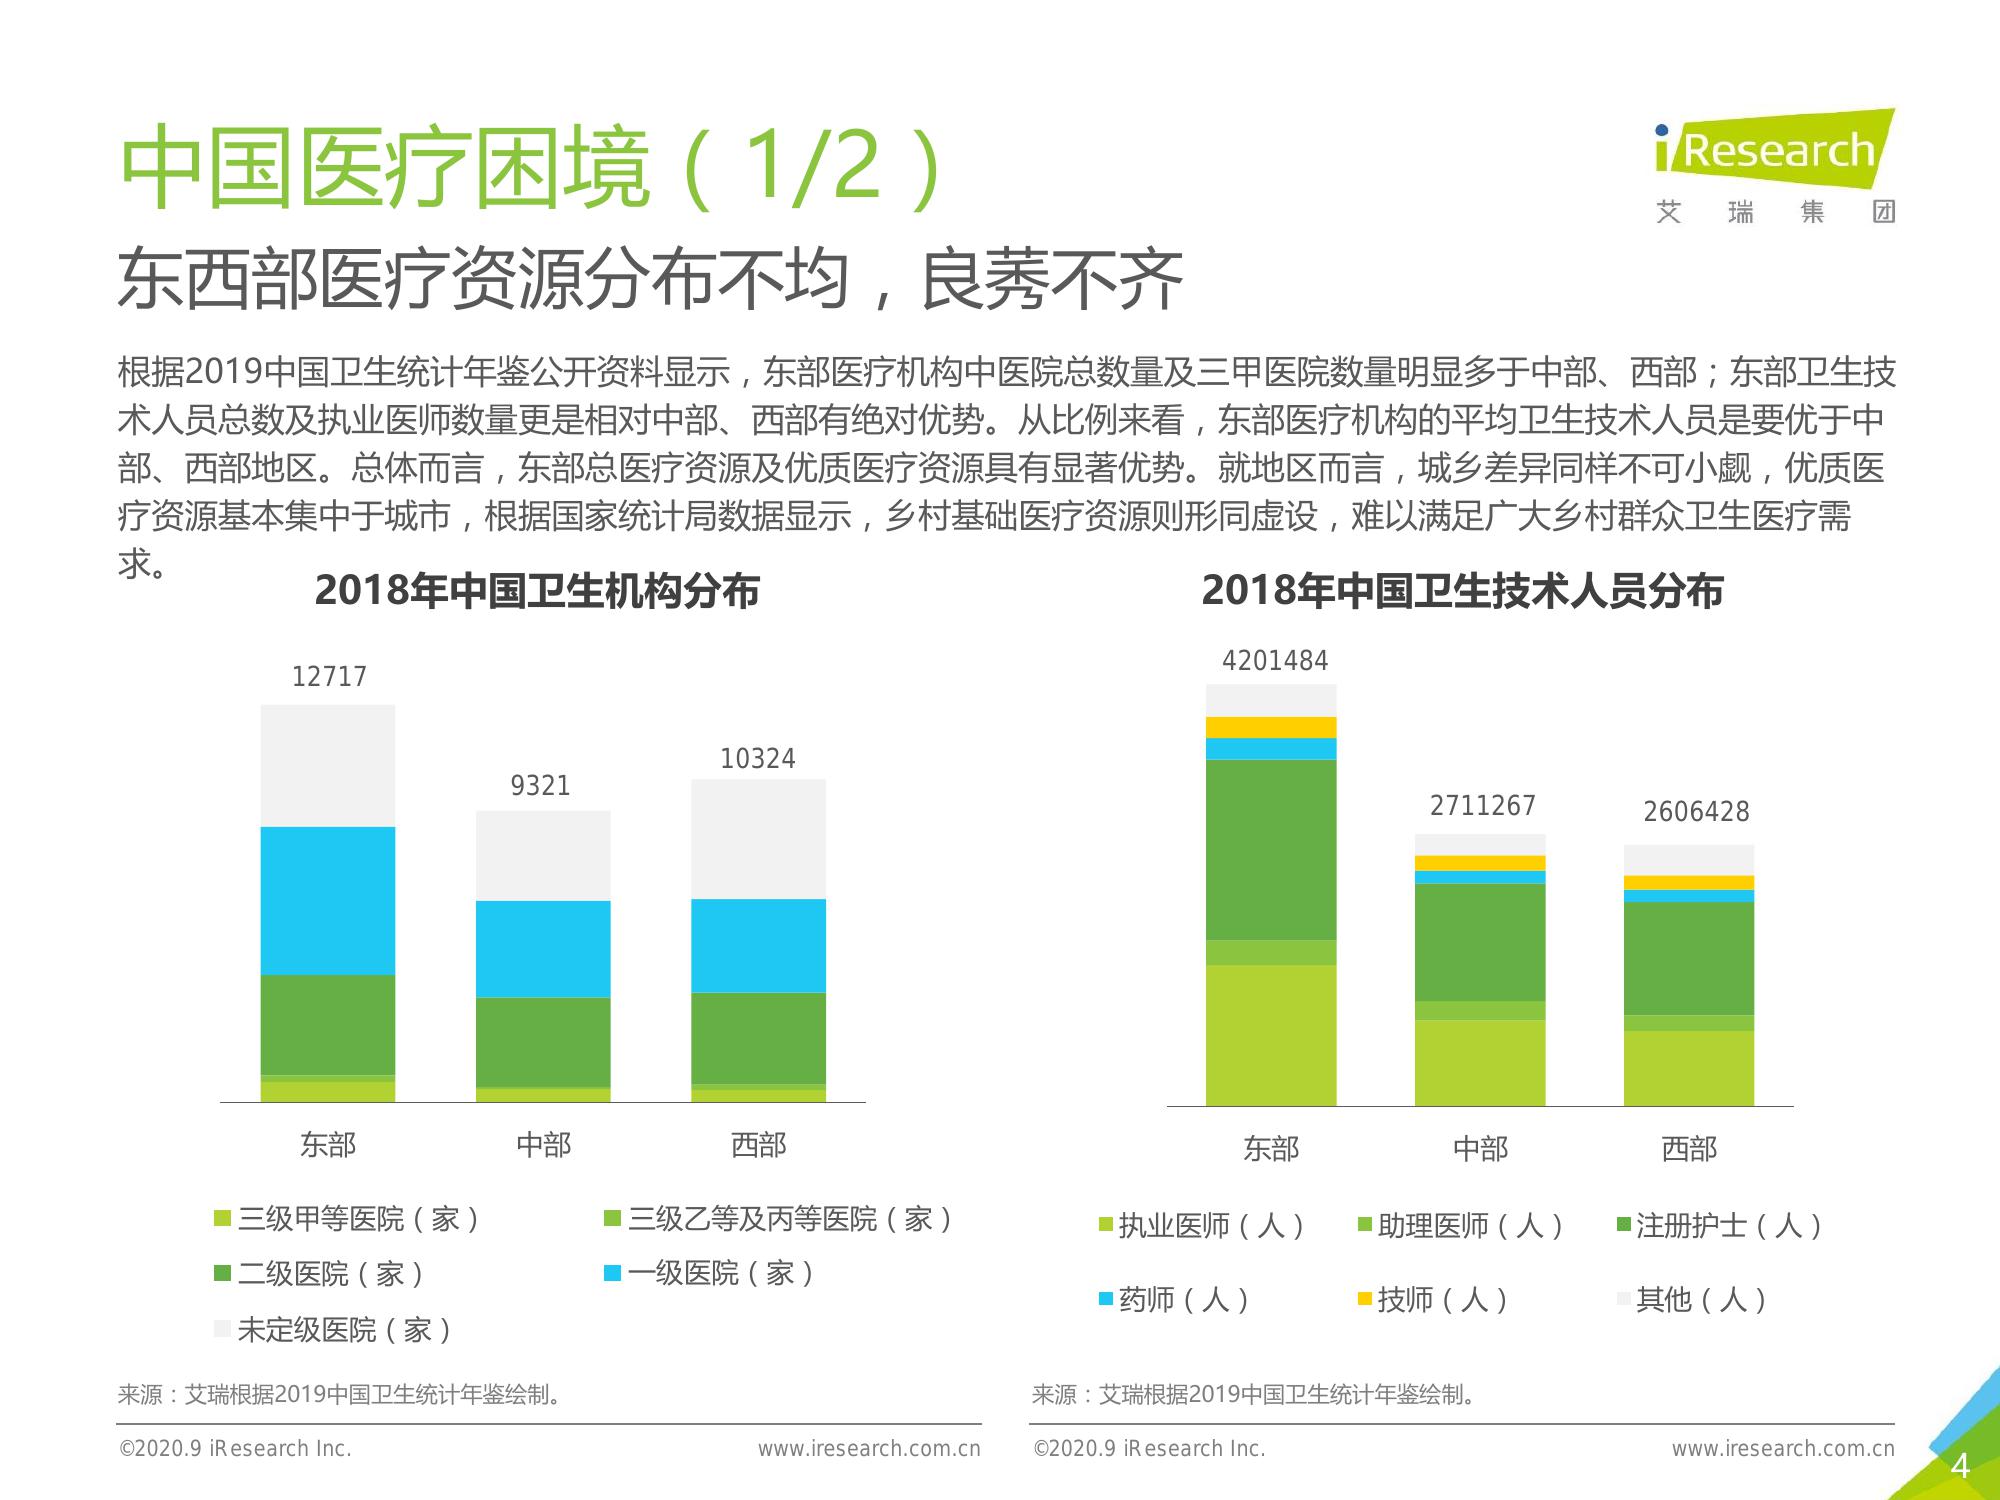 中国医疗困境（1/2）
iResearch
艾瑞集团
东西部医疗资源分布不均，良莠不齐
根据2019中国卫生统计年鉴公开资料显示，东部医疗机构中医院总数量及三甲医院数量明显多于中部、西部；东部卫生技
术人员总数及执业医师数量更是相对中部、西部有绝对优势。从比例来看，东部医疗机构的平均卫生技术人员是要优于中
部、西部地区。总体而言，东部总医疗资源及优质医疗资源具有显著优势。就地区而言，城乡差异同样不可小觑，优质医
疗资源基本集中于城市，根据国家统计局数据显示，乡村基础医疗资源则形同虚设，难以满足广大乡村群众卫生医疗需
求。
2018年中国卫生机构分布
12717
9321
10324
东部 中部 西部
三级甲等医院（家） 三级乙等及丙等医院（家）
二级医院（家） 一级医院（家）
未定级医院（家）
来源：艾瑞根据2019中国卫生统计年鉴绘制。
©2020.9 iResearch Inc. www.iresearch.com.cn
2018年中国卫生技术人员分布
4201484
2711267
2606428
东部 中部 西部
执业医师（人） 助理医师（人） 注册护士（人）
药师（人） 技师（人） 其他（人）
来源：艾瑞根据2019中国卫生统计年鉴绘制。
©2020.9 iResearch Inc. www.iresearch.com.cn
4